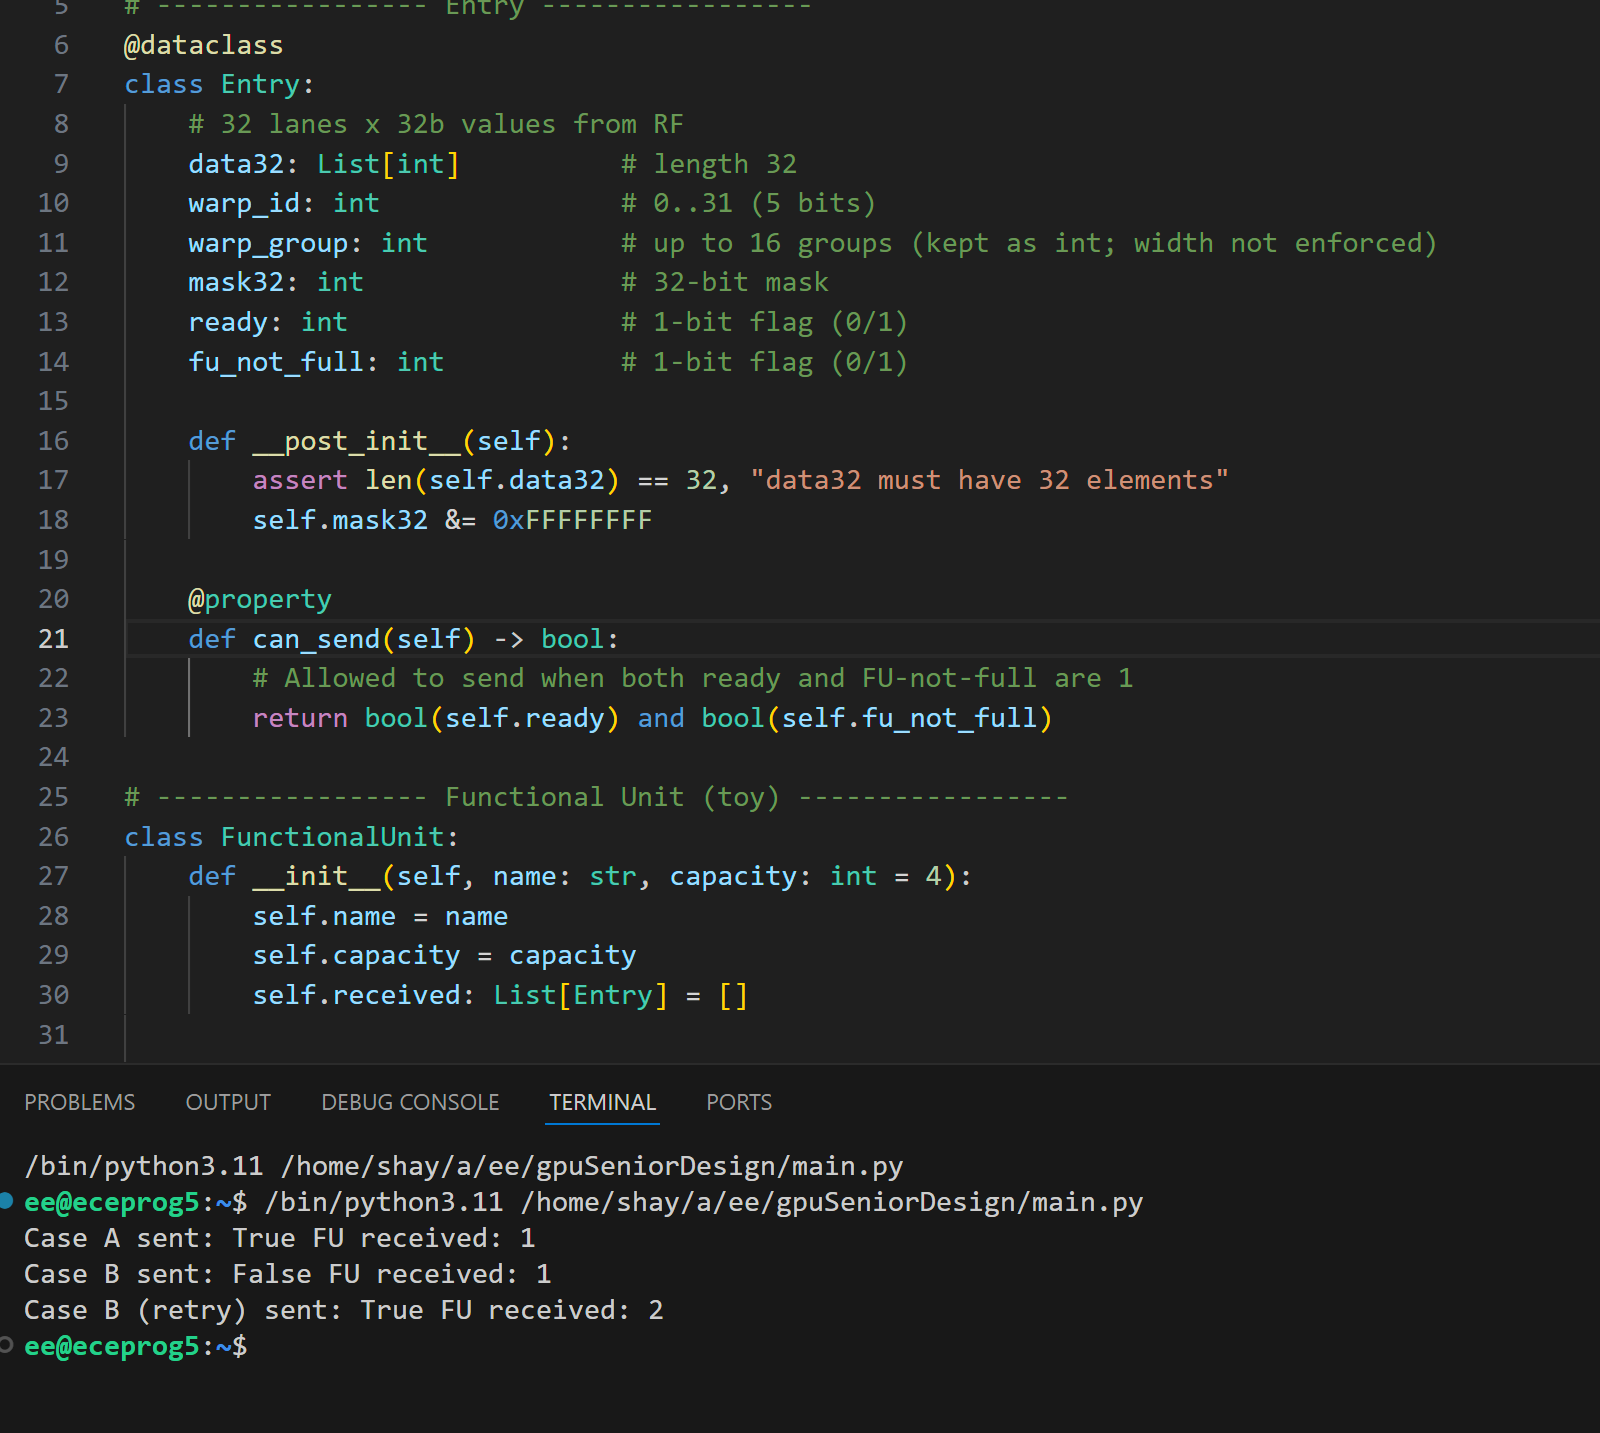 5 # ----------------- Entry -----------------
6 @dataclass
7 class Entry:
8 # 32 lanes x 32b values from RF
9 data32: List[int] # length 32
10 warp_id: int # 0..31 (5 bits)
11 warp_group: int # up to 16 groups (kept as int; width not enforced)
12 mask32: int # 32-bit mask
13 ready: int # 1-bit flag (0/1)
14 fu_not_full: int # 1-bit flag (0/1)
15
16 def __post_init__(self):
17 assert len(self.data32) == 32, "data32 must have 32 elements"
18 self.mask32 &= 0xFFFFFFFF
19
20 @property
21 def can_send(self) -> bool:
22 # Allowed to send when both ready and FU-not-full are 1
23 return bool(self.ready) and bool(self.fu_not_full)
24
25 # ----------------- Functional Unit (toy) -----------------
26 class FunctionalUnit:
27 def __init__(self, name: str, capacity: int = 4):
28 self.name = name
29 self.capacity = capacity
30 self.received: List[Entry] = []
31
PROBLEMS OUTPUT DEBUG CONSOLE TERMINAL PORTS
/bin/python3.11 /home/shay/a/ee/gpuSeniorDesign/main.py
ee@eceprog5:~$ /bin/python3.11 /home/shay/a/ee/gpuSeniorDesign/main.py
Case A sent: True FU received: 1
Case B sent: False FU received: 1
Case B (retry) sent: True FU received: 2
ee@eceprog5:~$